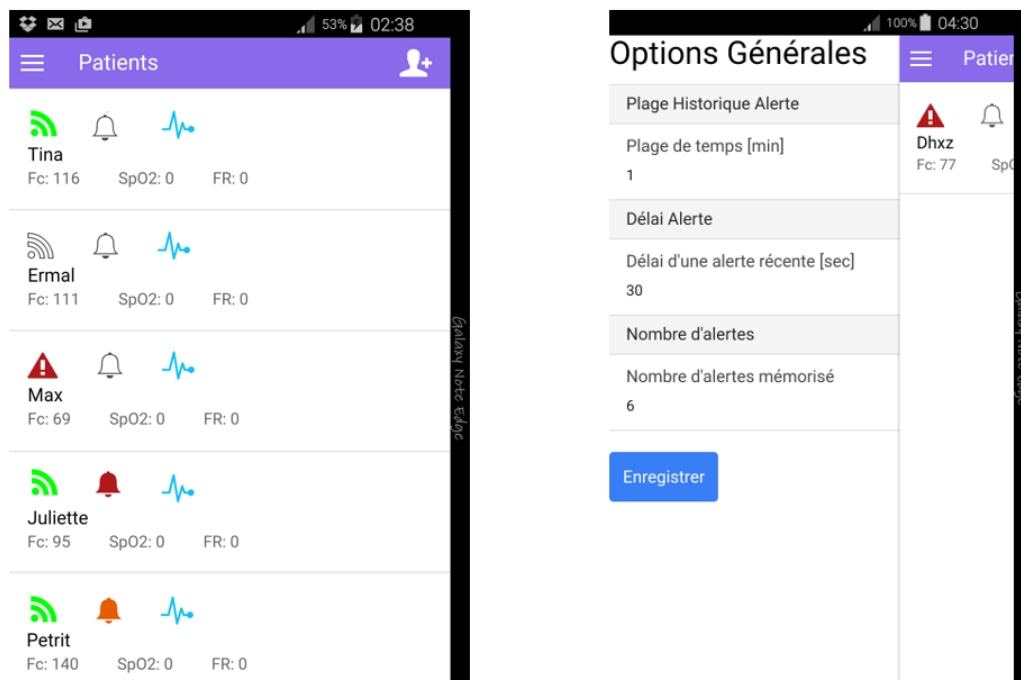 53% 02:38
Patients
Tina
Fc: 116 SpO2: 0 FR: 0
Ermal
Fc: 111 SpO2: 0 FR: 0
Max
Fc: 69 SpO2: 0 FR: 0
Juliette
Fc: 95 SpO2: 0 FR: 0
Petrit
Fc: 140 SpO2: 0 FR: 0
Galaxy Note Edge
100% 04:30
Options Générales
Plage Historique Alerte
Plage de temps [min]
1
Délai Alerte
Délai d'une alerte récente [sec]
30
Nombre d'alertes
Nombre d'alertes mémorisé
6
Enregistrer
Patier
Dhxz
Fc: 77 Sp